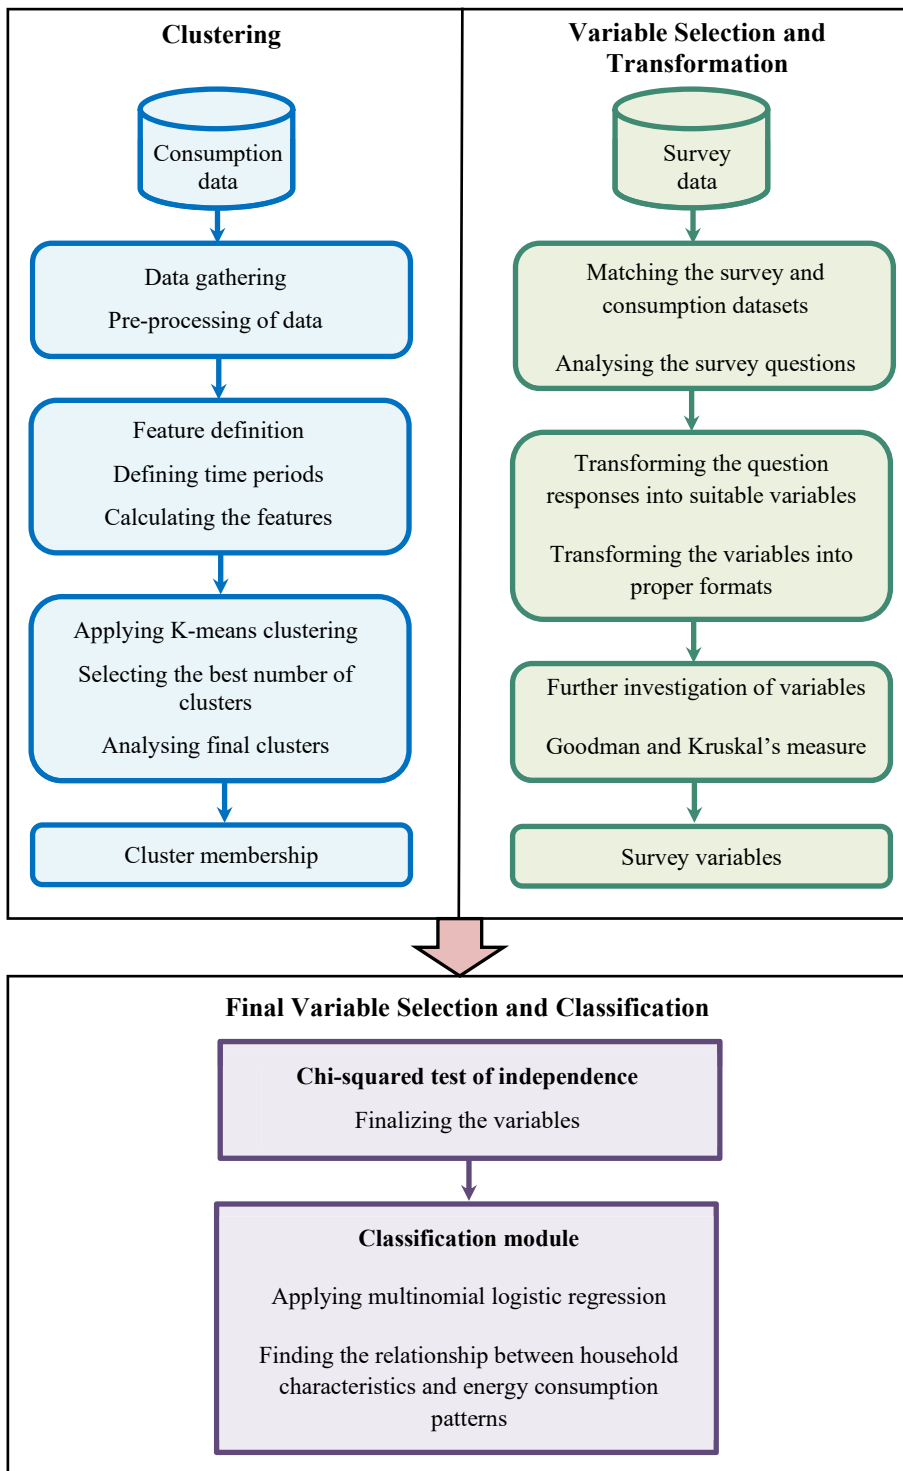 Clustering
Consumption
data
Data gathering
Pre-processing of data
Feature definition
Defining time periods
Calculating the features
Applying K-means clustering
Selecting the best number of
clusters
Analysing final clusters
Cluster membership
Variable Selection and
Transformation
Survey
data
Matching the survey and
consumption datasets
Analysing the survey questions
Transforming the question
responses into suitable variables
Transforming the variables into
proper formats
Further investigation of variables
Goodman and Kruskal's measure
Survey variables
Final Variable Selection and Classification
Chi-squared test of independence
Finalizing the variables
Classification module
Applying multinomial logistic regression
Finding the relationship between household
characteristics and energy consumption
patterns